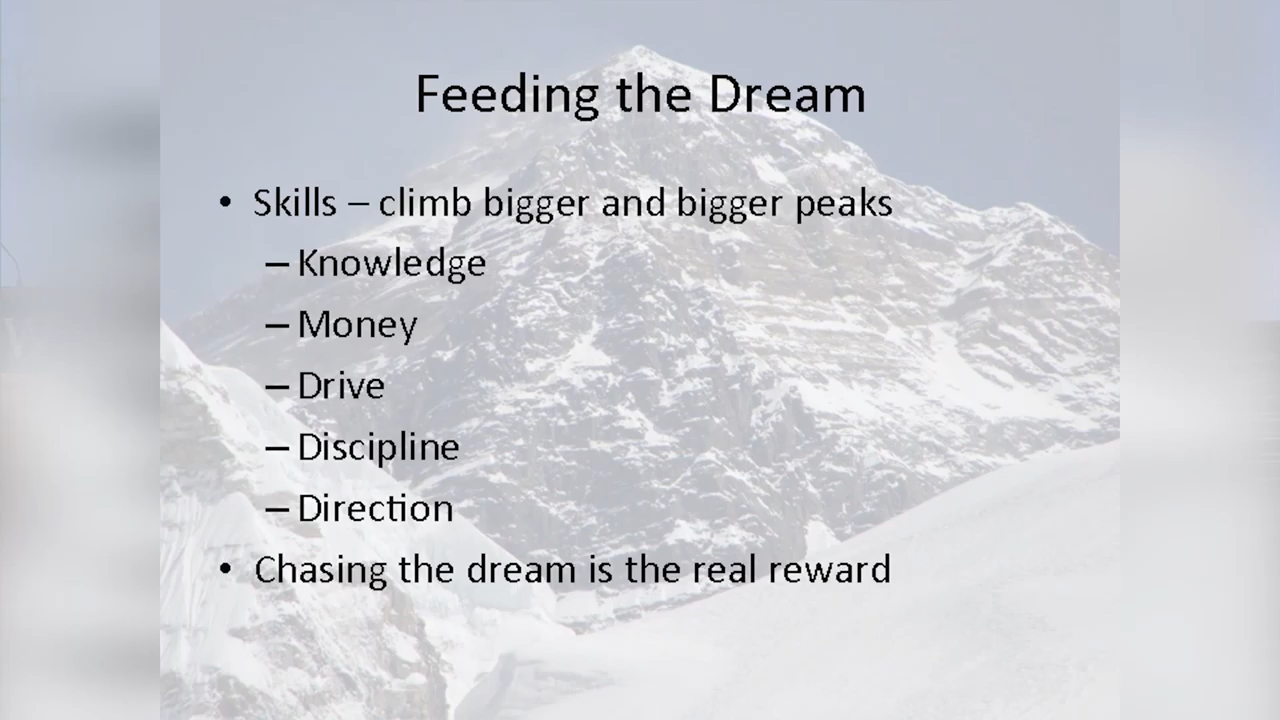 Feeding the Dream
• Skills – climb bigger and bigger peaks
– Knowledge
– Money
– Drive
– Discipline
– Direction
• Chasing the dream is the real reward